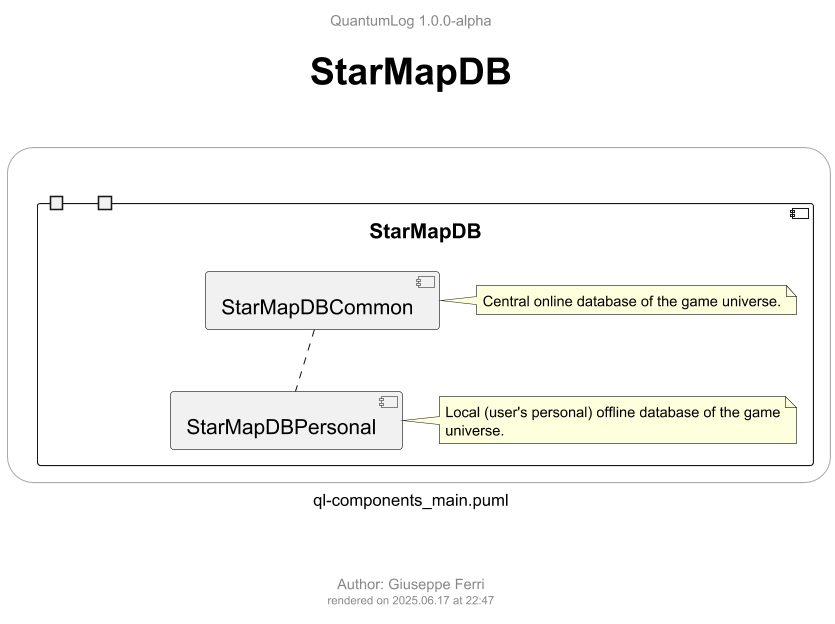 QuantumLog 1.0.0-alpha
StarMapDB
StarMapDB
StarMapDBCommon
Central online database of the game universe.
StarMapDBPersonal
Local (user's personal) offline database of the game
universe.
ql-components_main.puml
Author: Giuseppe Ferri
rendered on 2025.06.17 at 22:47